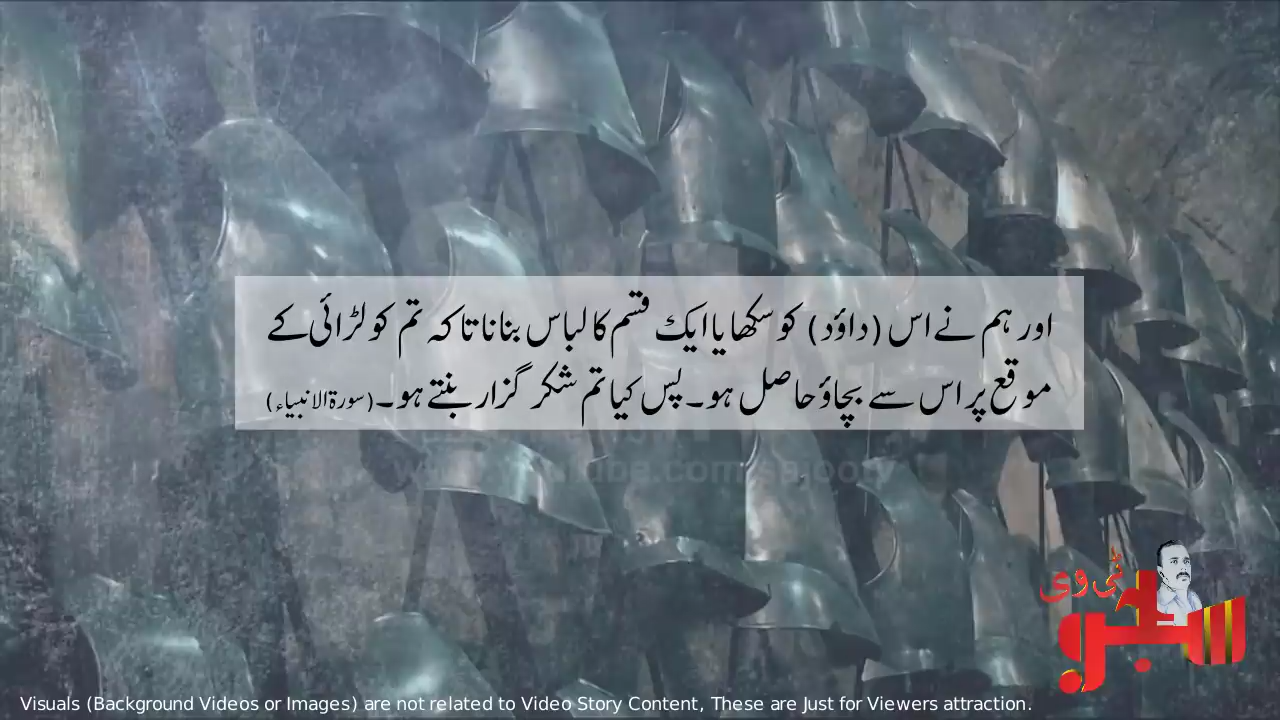 اور ہم نے اس (داؤد) کو سکھایا ایک قسم کا لباس بنانا تاکہ تم کو لڑائی کے
موقع پر اس سے بچاؤ حاصل ہو۔ پس کیا تم شکر گزار بنتے ہو۔ (سورۃ الانبیاء)
ٹی وی
Visuals (Background Videos or Images) are not related to Video Story Content, These are Just for Viewers attraction.